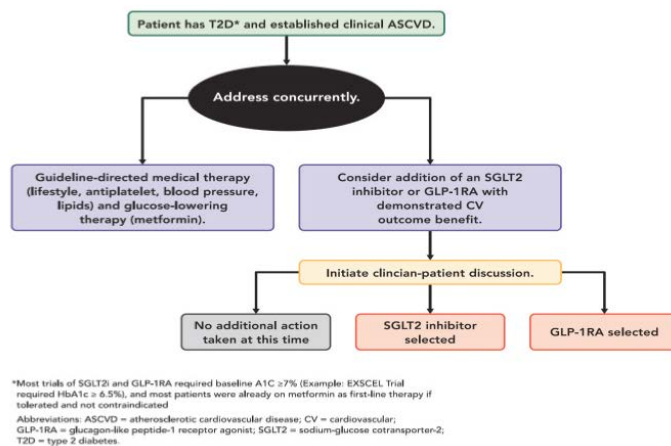 Patient has T2D* and established clinical ASCVD.
Address concurrently.
Guideline-directed medical therapy
(lifestyle, antiplatelet, blood pressure,
lipids) and glucose-lowering
therapy (metformin).
Consider addition of an SGLT2
inhibitor or GLP-1RA with
demonstrated CV
outcome benefit.
Initiate clincian-patient discussion.
No additional action
taken at this time
SGLT2 inhibitor
selected
GLP-1RA selected
*Most trials of SGLT2i and GLP-1RA required baseline A1C ≥7% (Example: EXSCEL Trial
required HbA1c ≥ 6.5%), and most patients were already on metformin as first-line therapy if
tolerated and not contraindicated
Abbreviations: ASCVD = atherosclerotic cardiovascular disease; CV = cardiovascular;
GLP-1RA = glucagon-like peptide-1 receptor agonist; SGLT2 = sodium-glucose cotransporter-2;
T2D = type 2 diabetes.